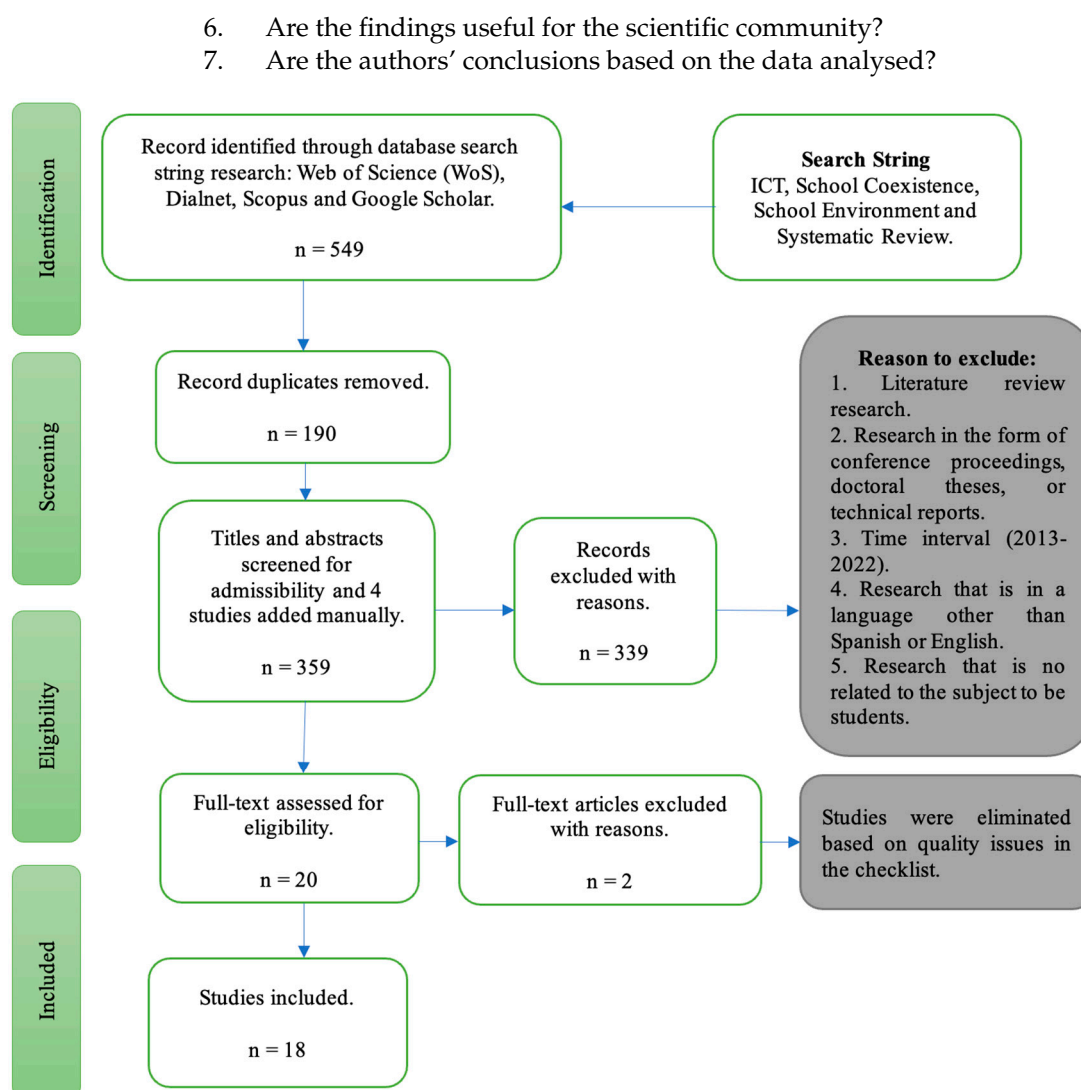 6. Are the findings useful for the scientific community?
7. Are the authors’ conclusions based on the data analysed?
Identification
Record identified through database search
string research: Web of Science (WoS),
Dialnet, Scopus and Google Scholar.
n = 549
Search String
ICT, School Coexistence,
School Environment and
Systematic Review.
Screening
Record duplicates removed.
n = 190
Titles and abstracts
screened for
admissibility and 4
studies added manually.
n = 359
Records
excluded with
reasons.
n = 339
Reason to exclude:
1. Literature review
research.
2. Research in the form of
conference proceedings,
doctoral theses, or
technical reports.
3. Time interval (2013-
2022).
4. Research that is in a
language other than
Spanish or English.
5. Research that is no
related to the subject to be
students.
Eligibility
Full-text assessed for
eligibility.
n = 20
Full-text articles excluded
with reasons.
n = 2
Studies were eliminated
based on quality issues in
the checklist.
Included
Studies included.
n = 18